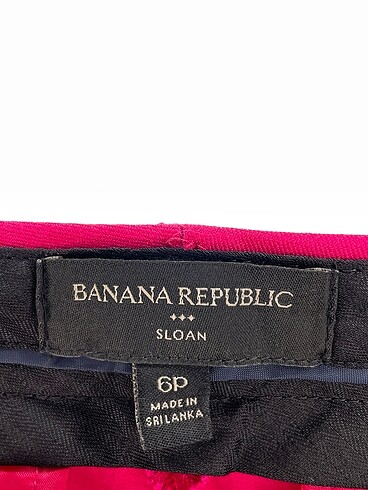 BANANA REPUBLIC
SLOAN
6P
MADE IN
SRI LANKA